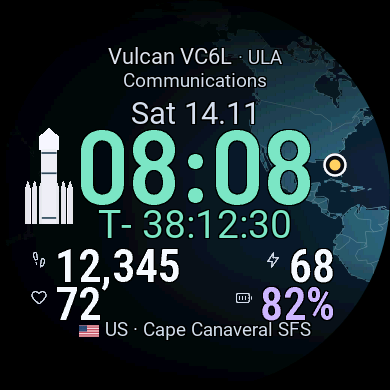 Vulcan VC6L · ULA
Communications
Sat 14.11
08:08
T- 38:12:30
12,345 68
72 82%
US · Cape Canaveral SFS